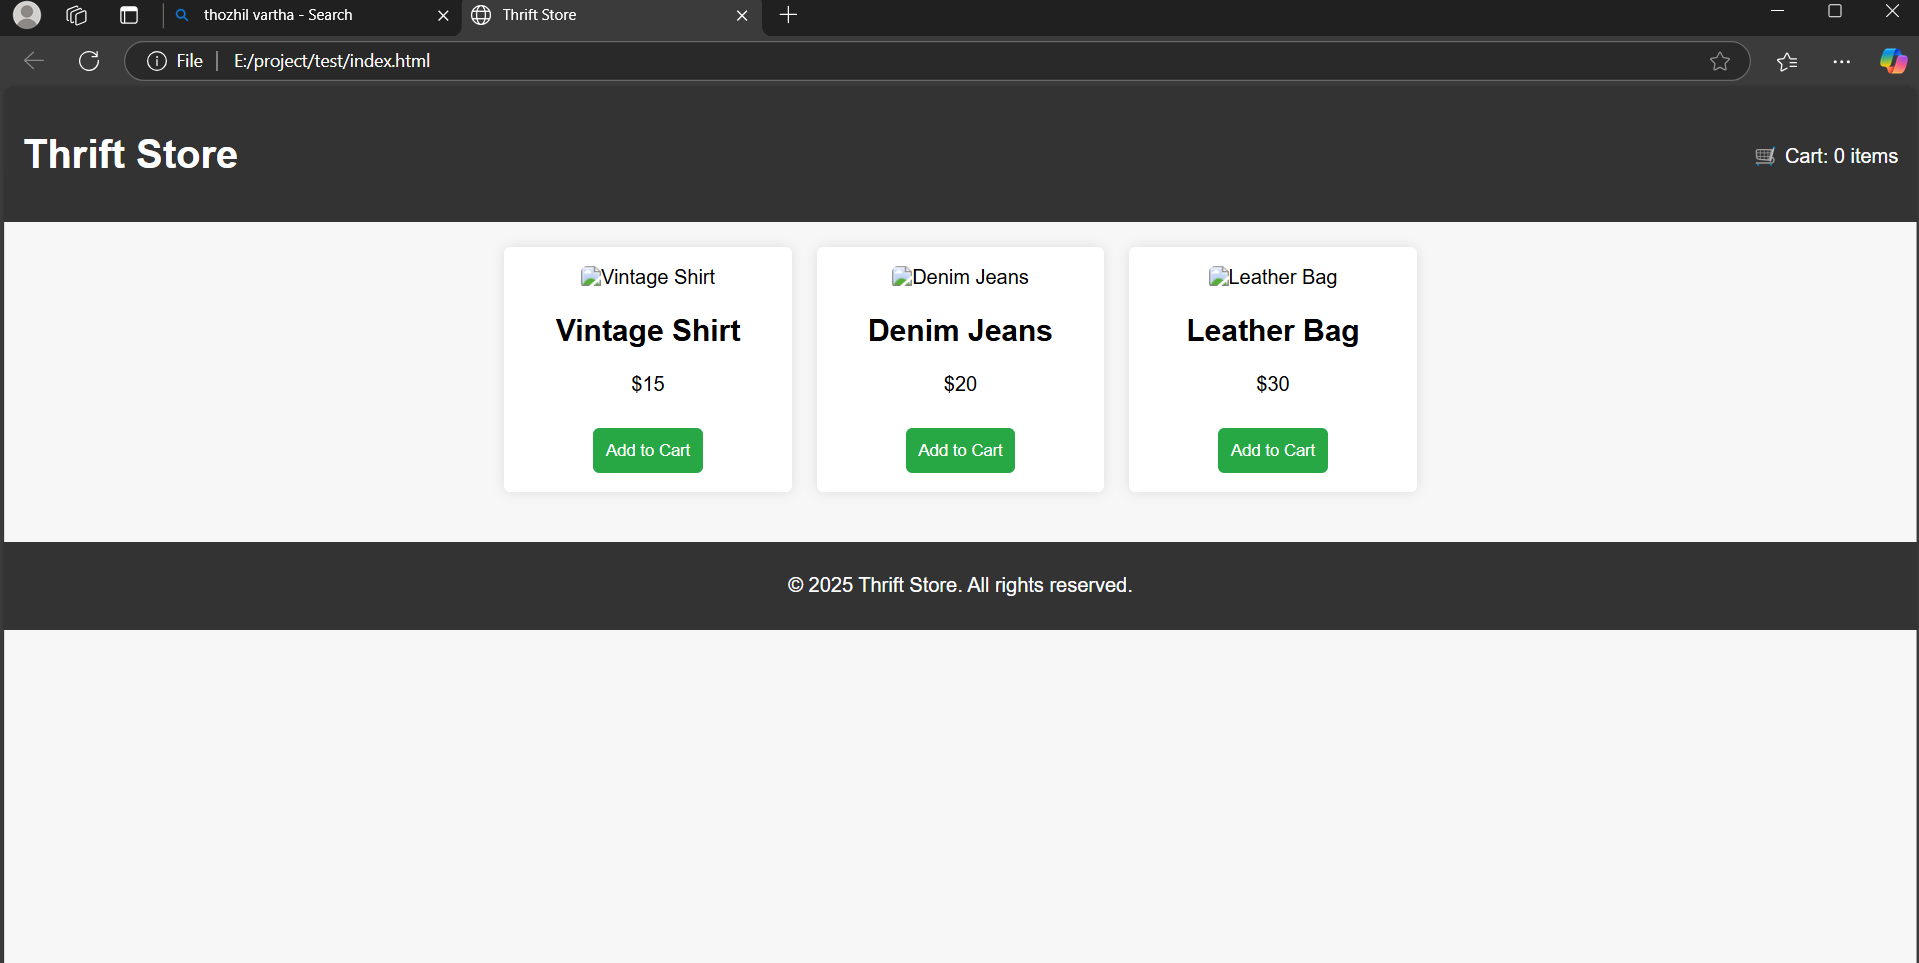 thozhil vartha - Search
Thrift Store
File
E:/project/test/index.html
Thrift Store
🛒 Cart: 0 items
Vintage Shirt
Denim Jeans
Leather Bag
Vintage Shirt
Denim Jeans
Leather Bag
$15
$20
$30
Add to Cart
Add to Cart
Add to Cart
© 2025 Thrift Store. All rights reserved.